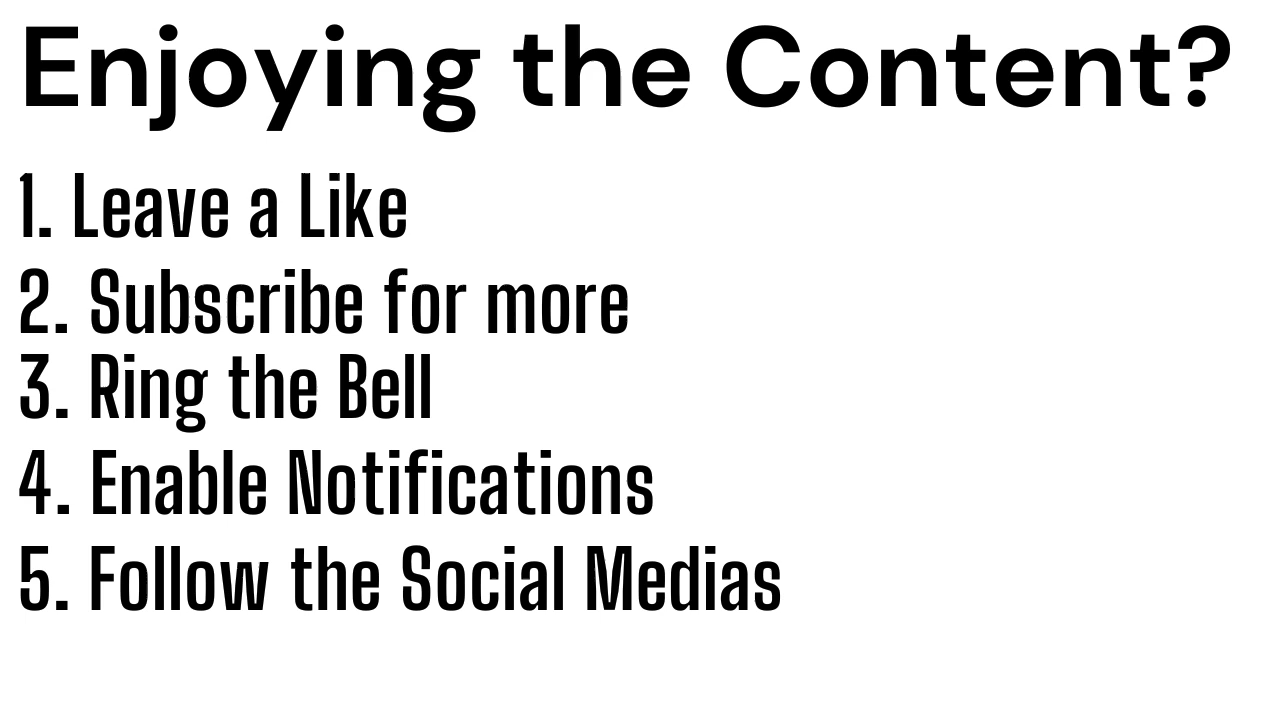 Enjoying the Content?
1. Leave a Like
2. Subscribe for more
3. Ring the Bell
4. Enable Notifications
5. Follow the Social Medias